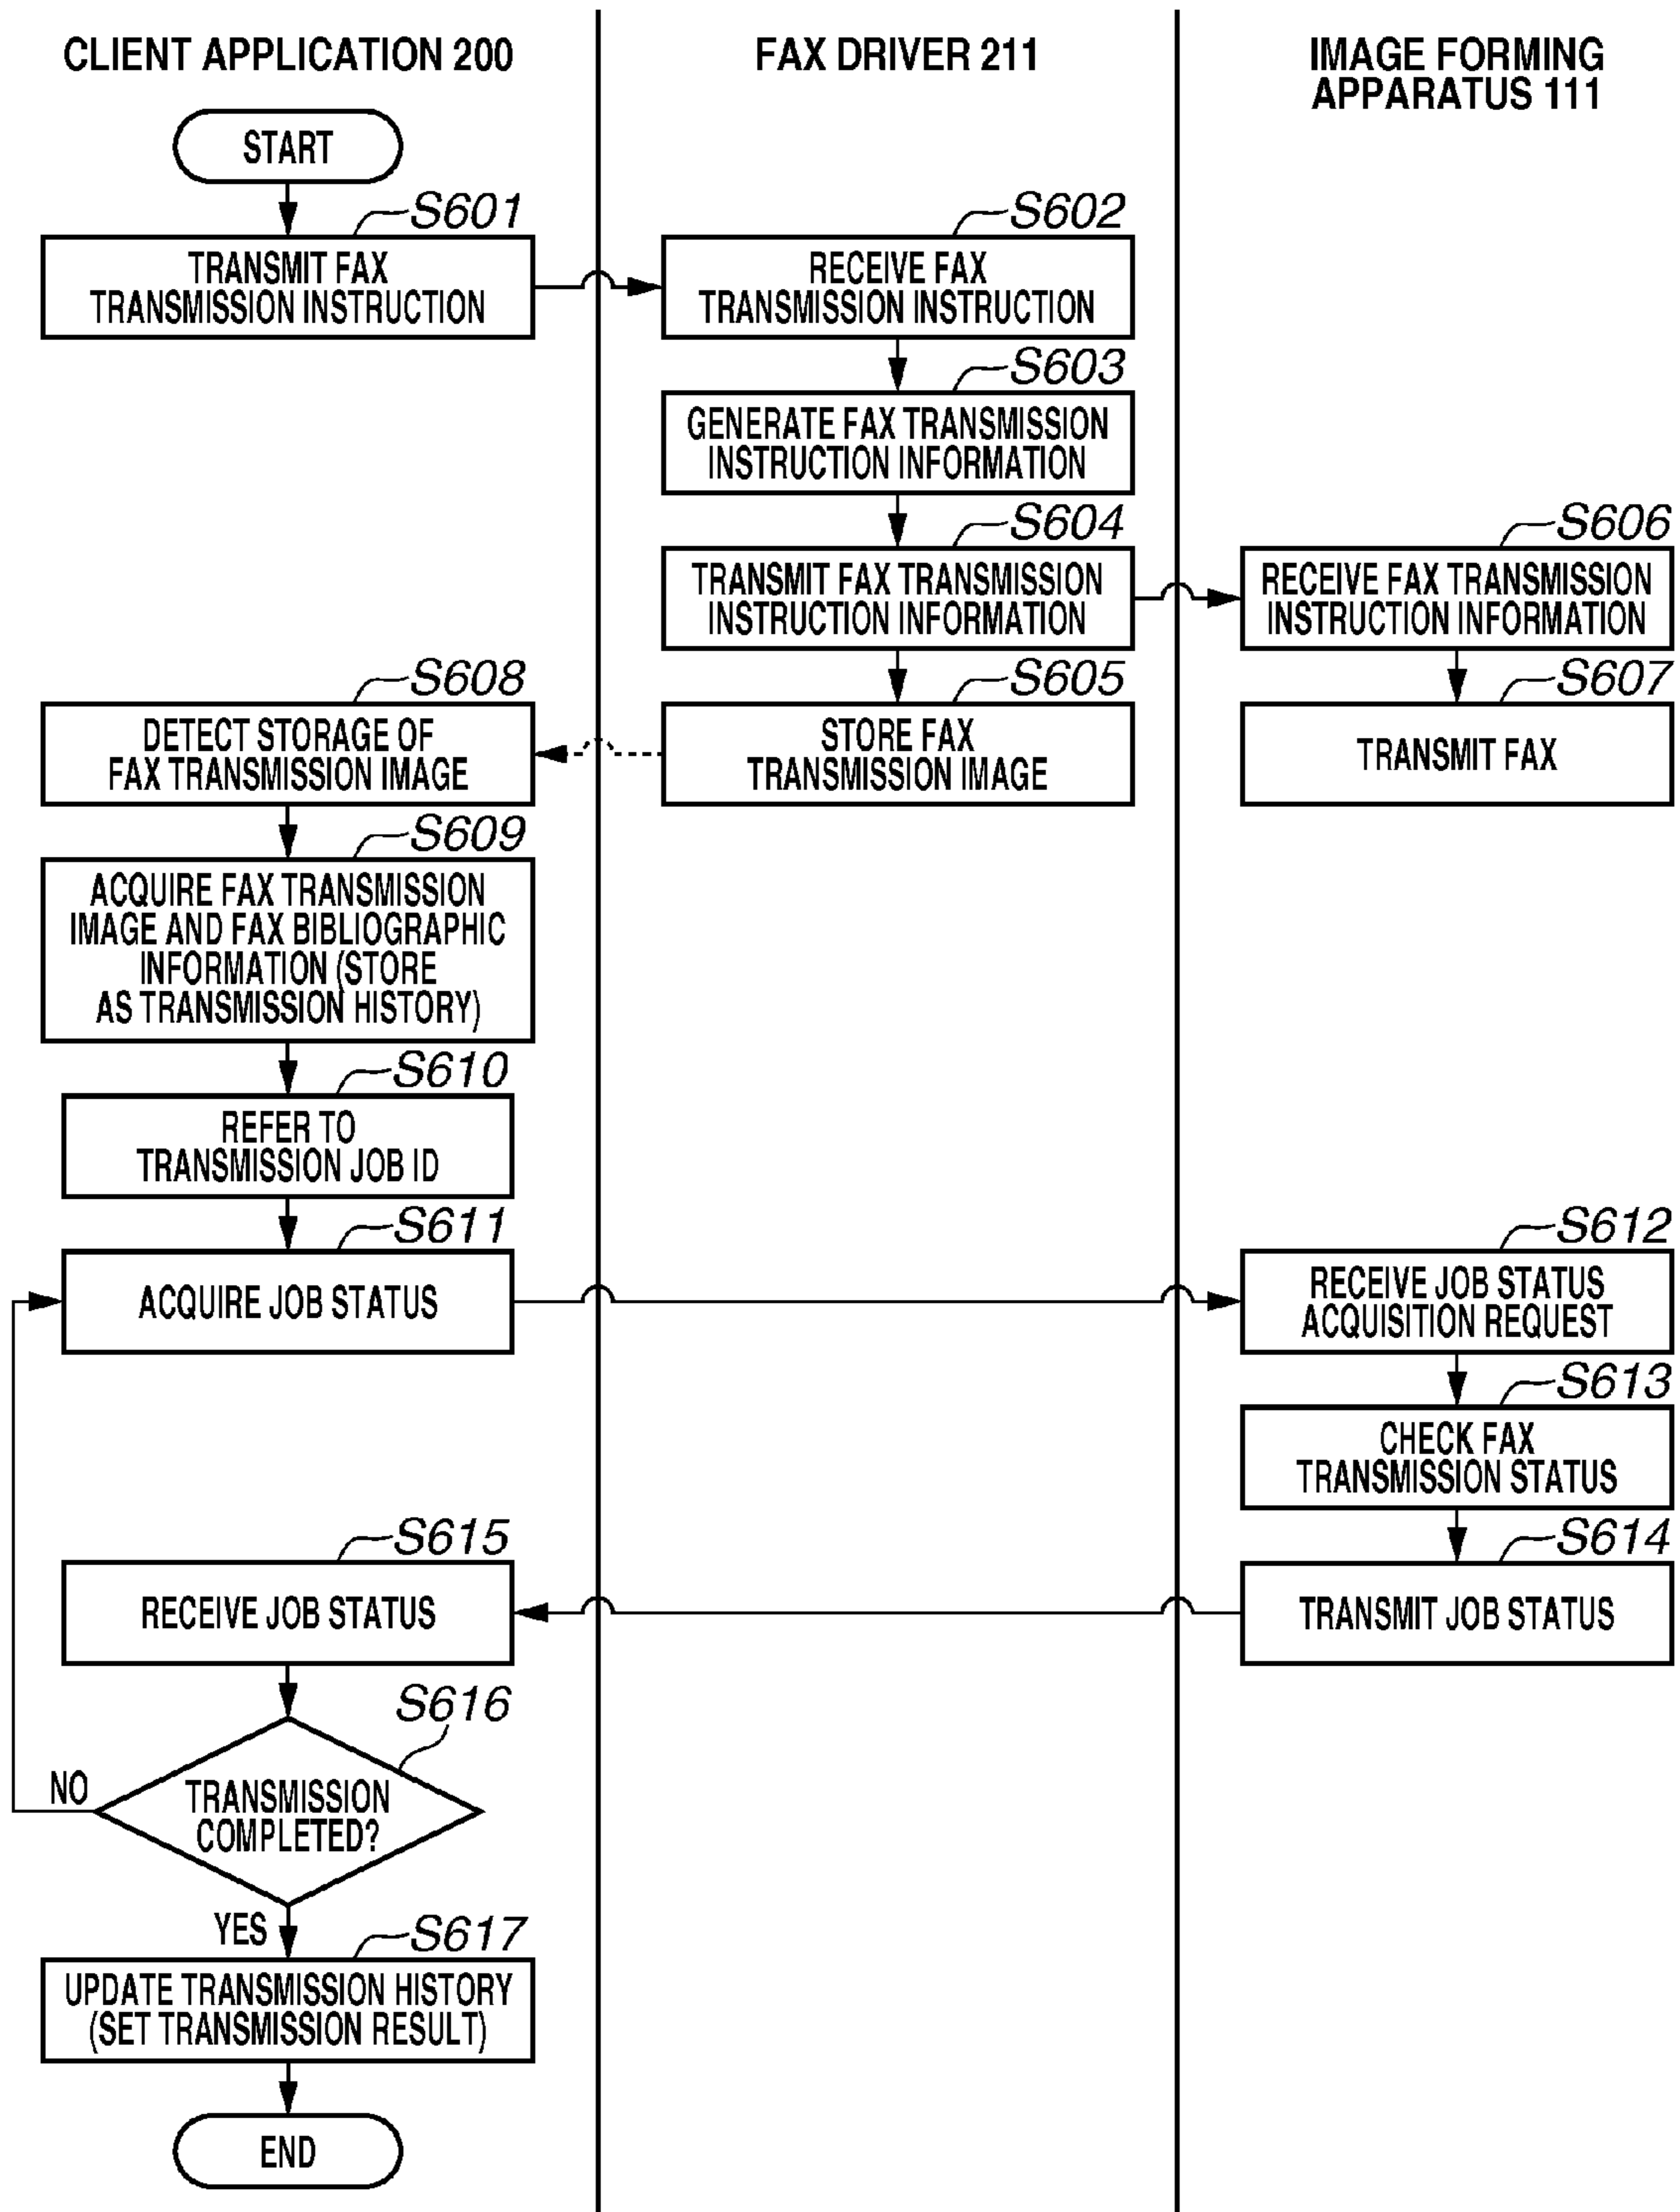 CLIENT APPLICATION 200
FAX DRIVER 211
IMAGE FORMING
APPARATUS 111
START
S601
TRANSMIT FAX
TRANSMISSION INSTRUCTION
S602
RECEIVE FAX
TRANSMISSION INSTRUCTION
S603
GENERATE FAX TRANSMISSION
INSTRUCTION INFORMATION
S604
TRANSMIT FAX TRANSMISSION
INSTRUCTION INFORMATION
S606
RECEIVE FAX TRANSMISSION
INSTRUCTION INFORMATION
S608
DETECT STORAGE OF
FAX TRANSMISSION IMAGE
S605
STORE FAX
TRANSMISSION IMAGE
S607
TRANSMIT FAX
S609
ACQUIRE FAX TRANSMISSION
IMAGE AND FAX BIBLIOGRAPHIC
INFORMATION (STORE
AS TRANSMISSION HISTORY)
S610
REFER TO
TRANSMISSION JOB ID
S611
ACQUIRE JOB STATUS
S612
RECEIVE JOB STATUS
ACQUISITION REQUEST
S613
CHECK FAX
TRANSMISSION STATUS
S615
RECEIVE JOB STATUS
S614
TRANSMIT JOB STATUS
S616
NO
TRANSMISSION
COMPLETED?
YES
S617
UPDATE TRANSMISSION HISTORY
(SET TRANSMISSION RESULT)
END